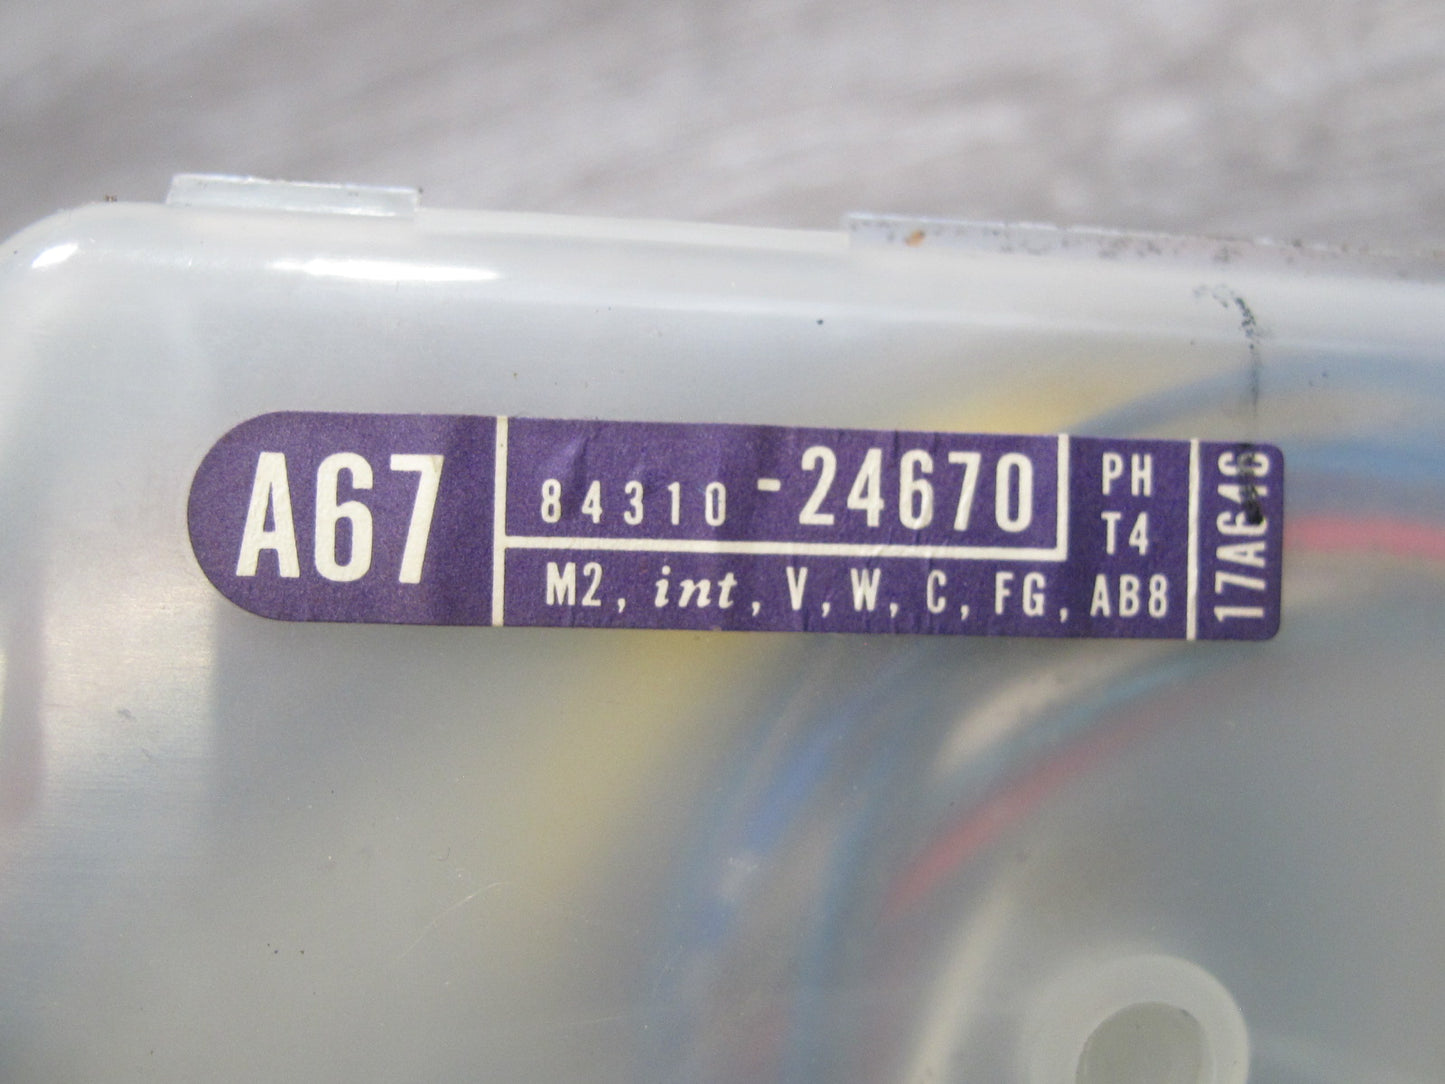 A67
84310 -24670
PH
T4
M2, int, V, W, C, FG, AB8
17A646